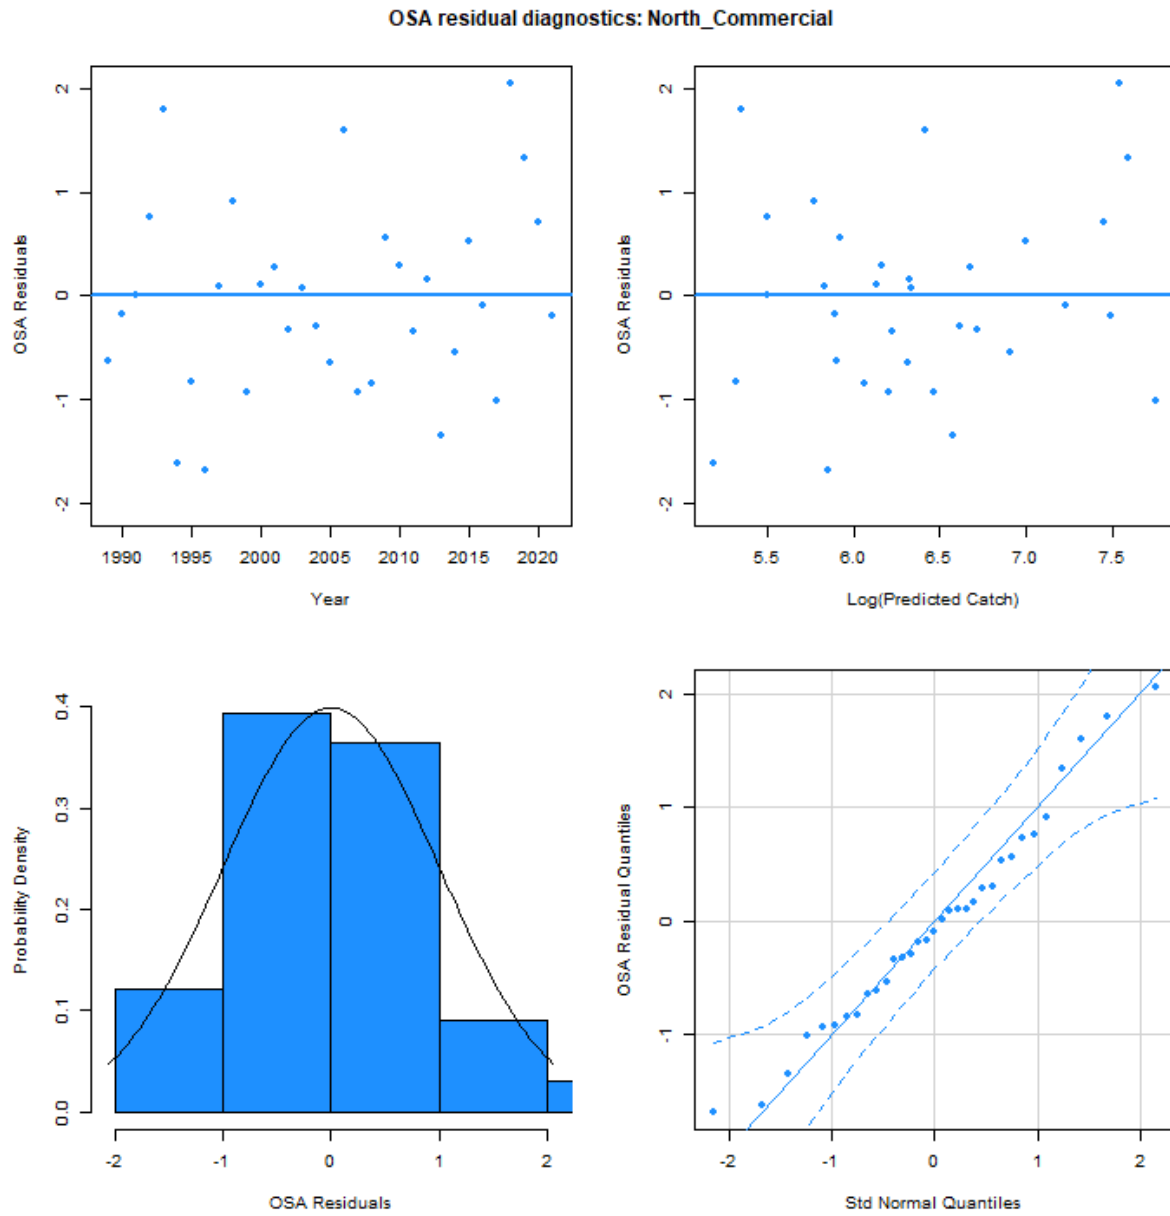 OSA residual diagnostics: North_Commercial
2
1
0
-1
-2
OSA Residuals
1990 1995 2000 2005 2010 2015 2020
Year
2
1
0
-1
-2
OSA Residuals
5.5 6.0 6.5 7.0 7.5
Log(Predicted Catch)
0.4
0.3
0.2
0.1
0.0
Probability Density
-2 -1 0 1 2
OSA Residuals
2
1
0
-1
OSA Residual Quantiles
-2 -1 0 1 2
Std Normal Quantiles